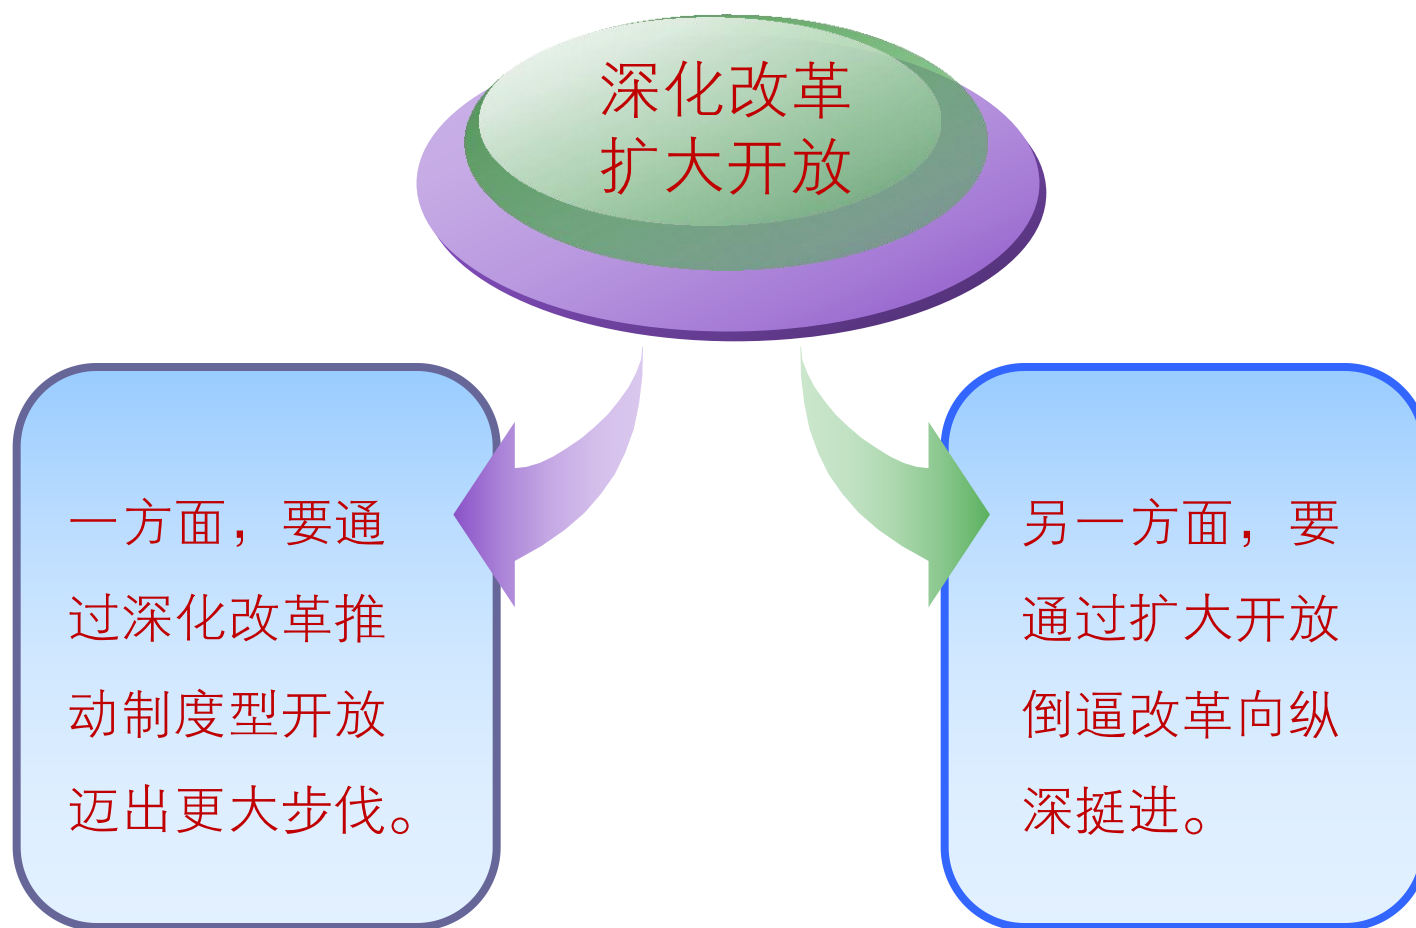 深化改革
扩大开放
一方面，要通
过深化改革推
动制度型开放
迈出更大步伐。
另一方面，要
通过扩大开放
倒逼改革向纵
深挺进。